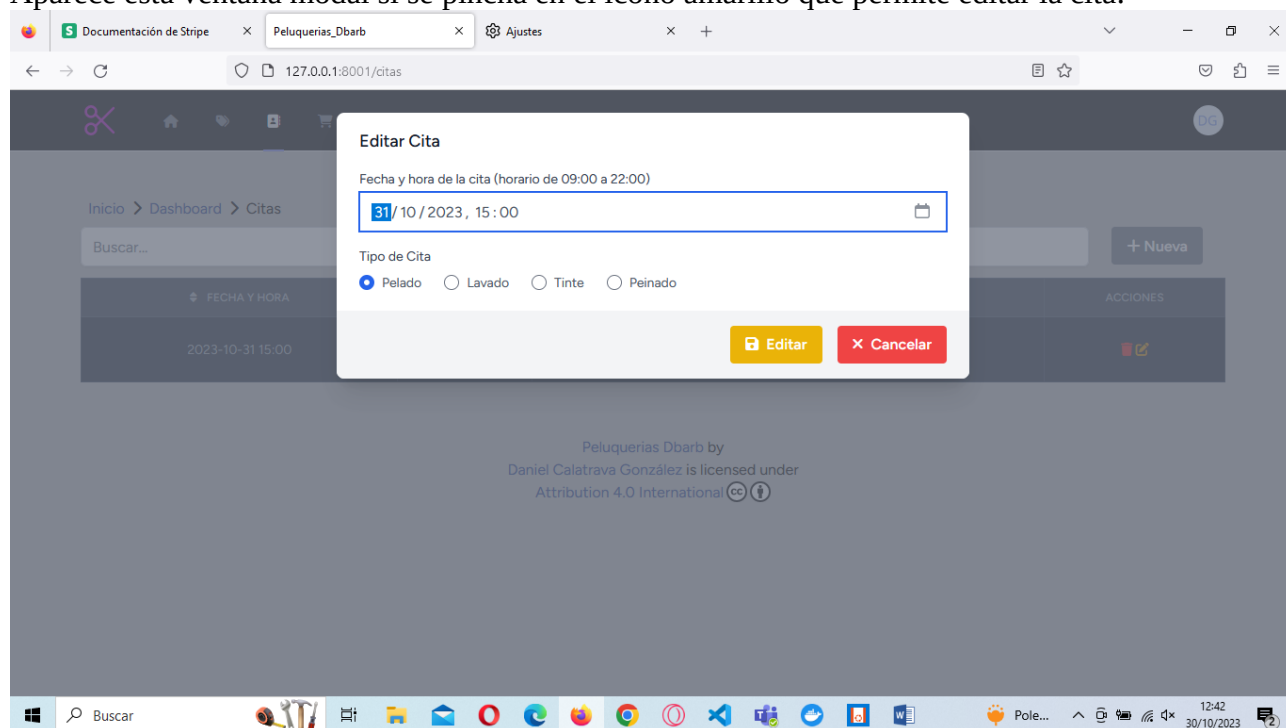 Aparece esta ventana modal si se pincha en el icono amarillo que permite editar la cita.
Documentación de Stripe
Peluquerias_Dbarb
Ajustes
127.0.0.1:8001/citas
DG
Editar Cita
Fecha y hora de la cita (horario de 09:00 a 22:00)
31/10/2023, 15:00
Inicio > Dashboard > Citas
Buscar...
+ Nueva
Tipo de Cita
Pelado Lavado Tinte Peinado
FECHA Y HORA
ACCIONES
Editar
Cancelar
2023-10-31 15:00
Peluquerias Dbarb by
Daniel Calatrava González is licensed under
Attribution 4.0 International
Buscar
Pole...
12:42
30/10/2023